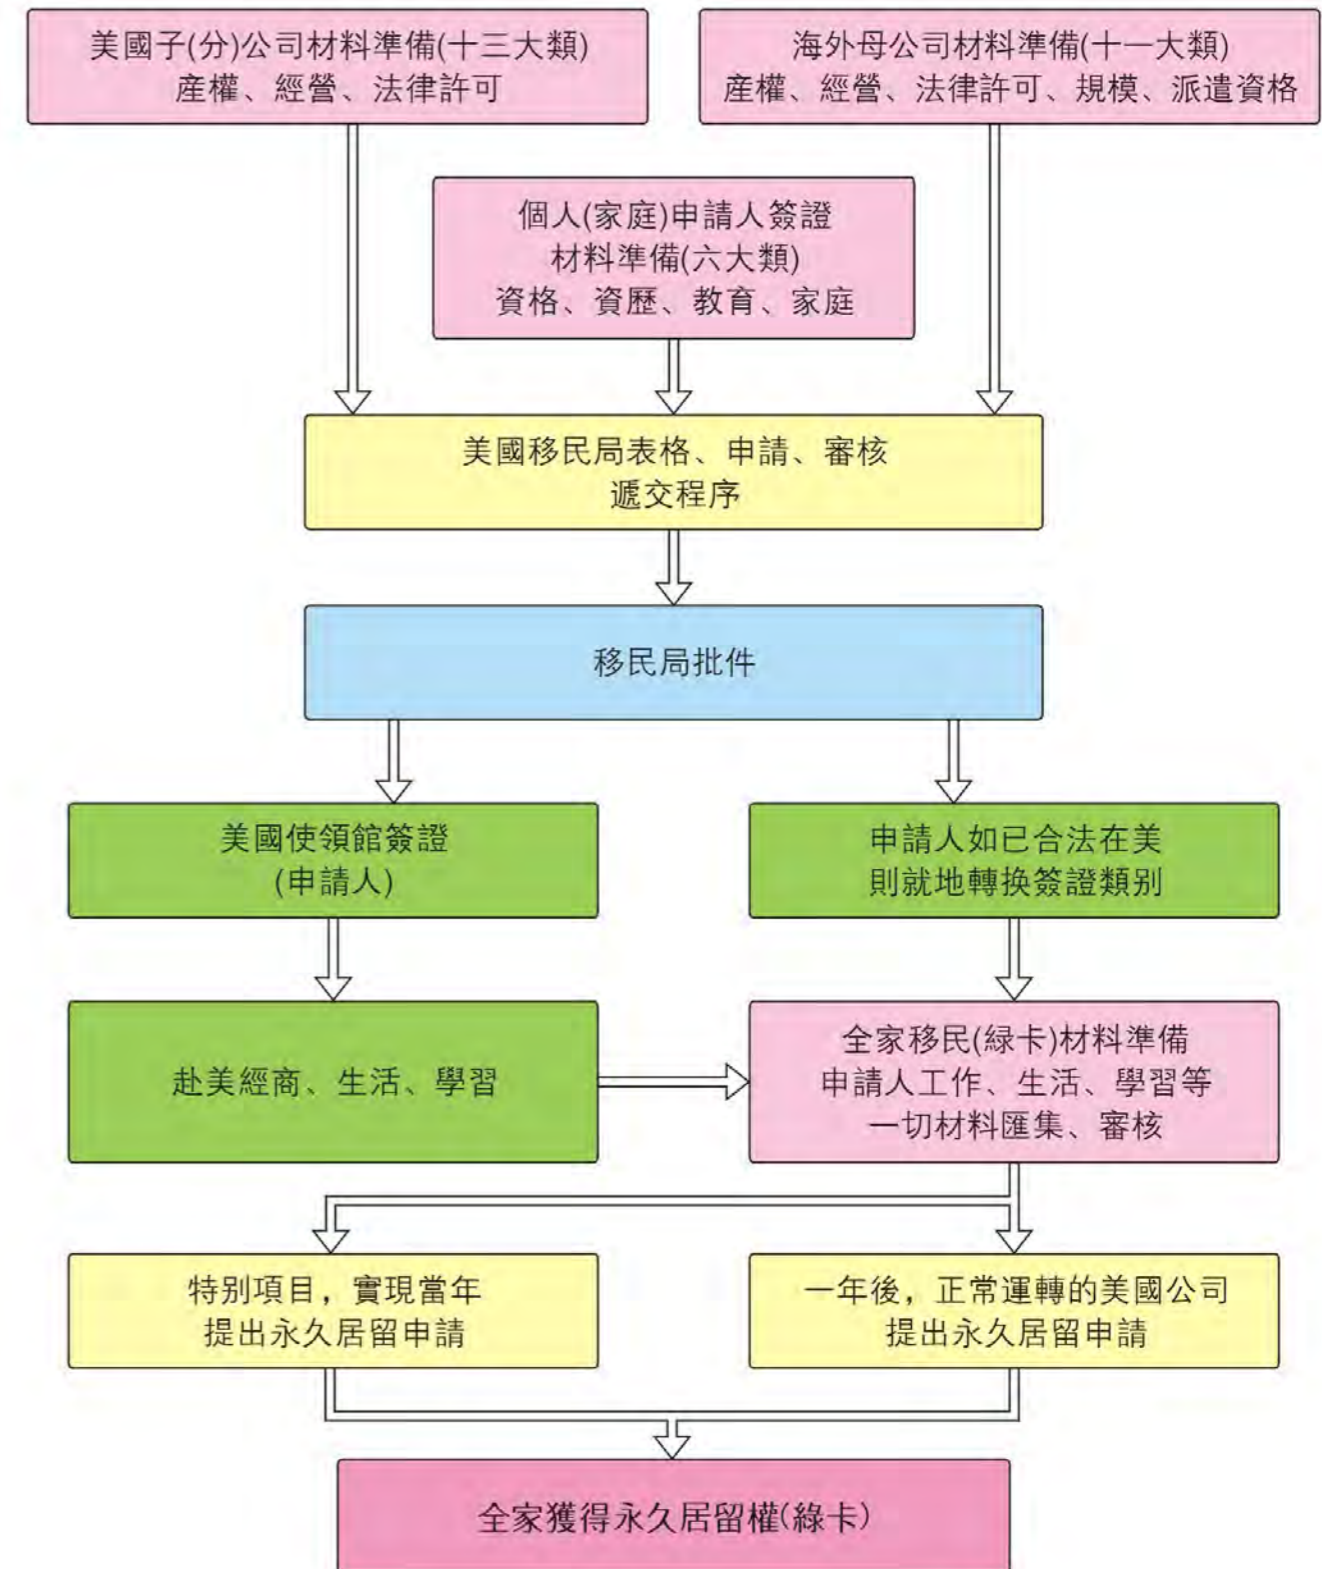 美國子(分)公司材料準備(十三大類)
産權、經營、法律許可
海外母公司材料準備(十一大類)
産權、經營、法律許可、規模、派遣資格
個人(家庭)申請人簽證
材料準備(六大類)
資格、資歷、教育、家庭
美國移民局表格、申請、審核
遞交程序
移民局批件
美國使領館簽證
(申請人)
申請人如已合法在美
則就地轉换簽證類别
赴美經商、生活、學習
全家移民(緑卡)材料準備
申請人工作、生活、學習等
一切材料匯集、審核
特别項目，實現當年
提出永久居留申請
一年後，正常運轉的美國公司
提出永久居留申請
全家獲得永久居留權(緑卡)